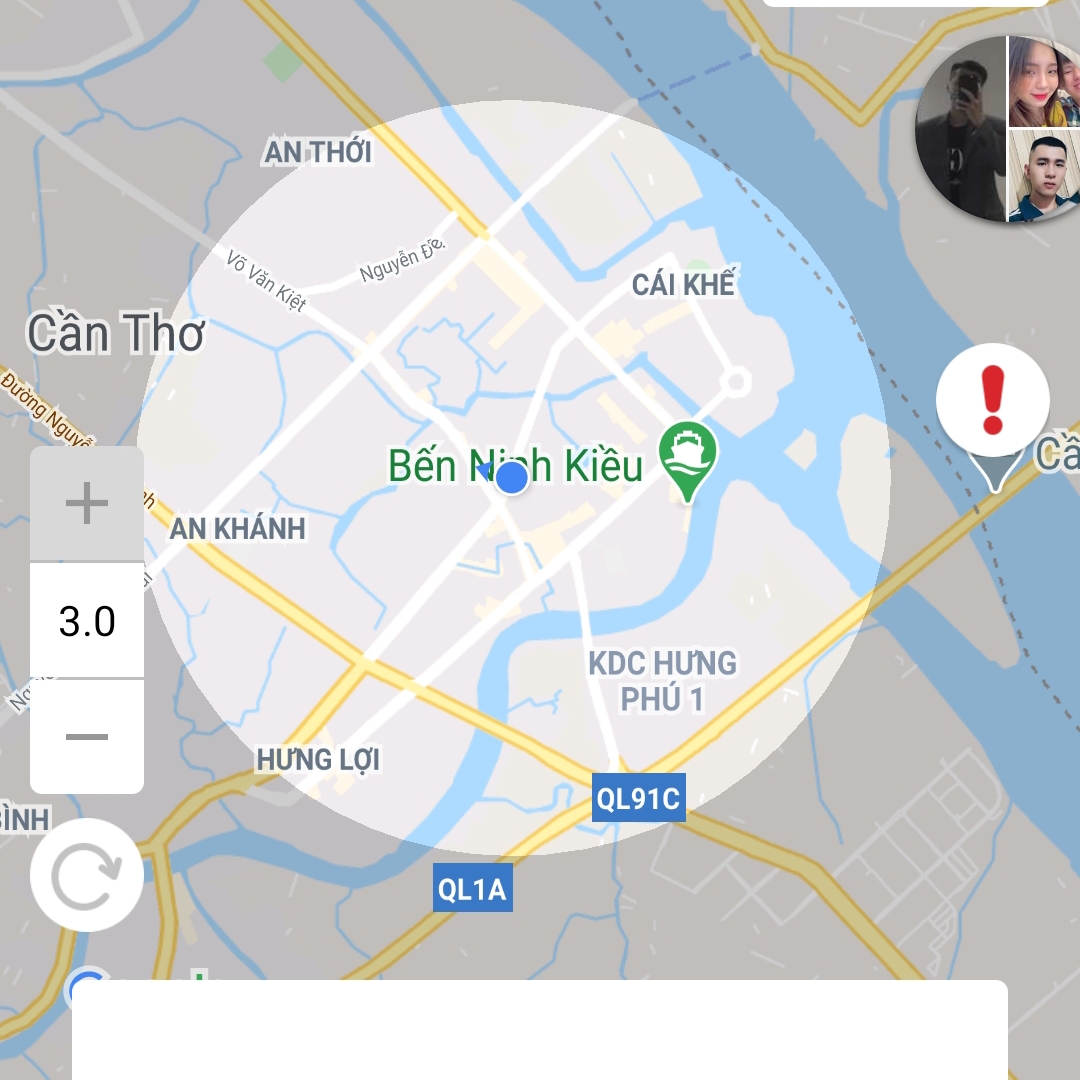 AN THỚI
Võ Văn Kiệt
Nguyễn Đệ
CÁI KHẾ
Cần Thơ
Đường Nguyễ
Bến Ninh Kiều
AN KHÁNH
3.0
KDC HƯNG
PHÚ 1
HƯNG LỢI
QL91C
BÌNH
QL1A